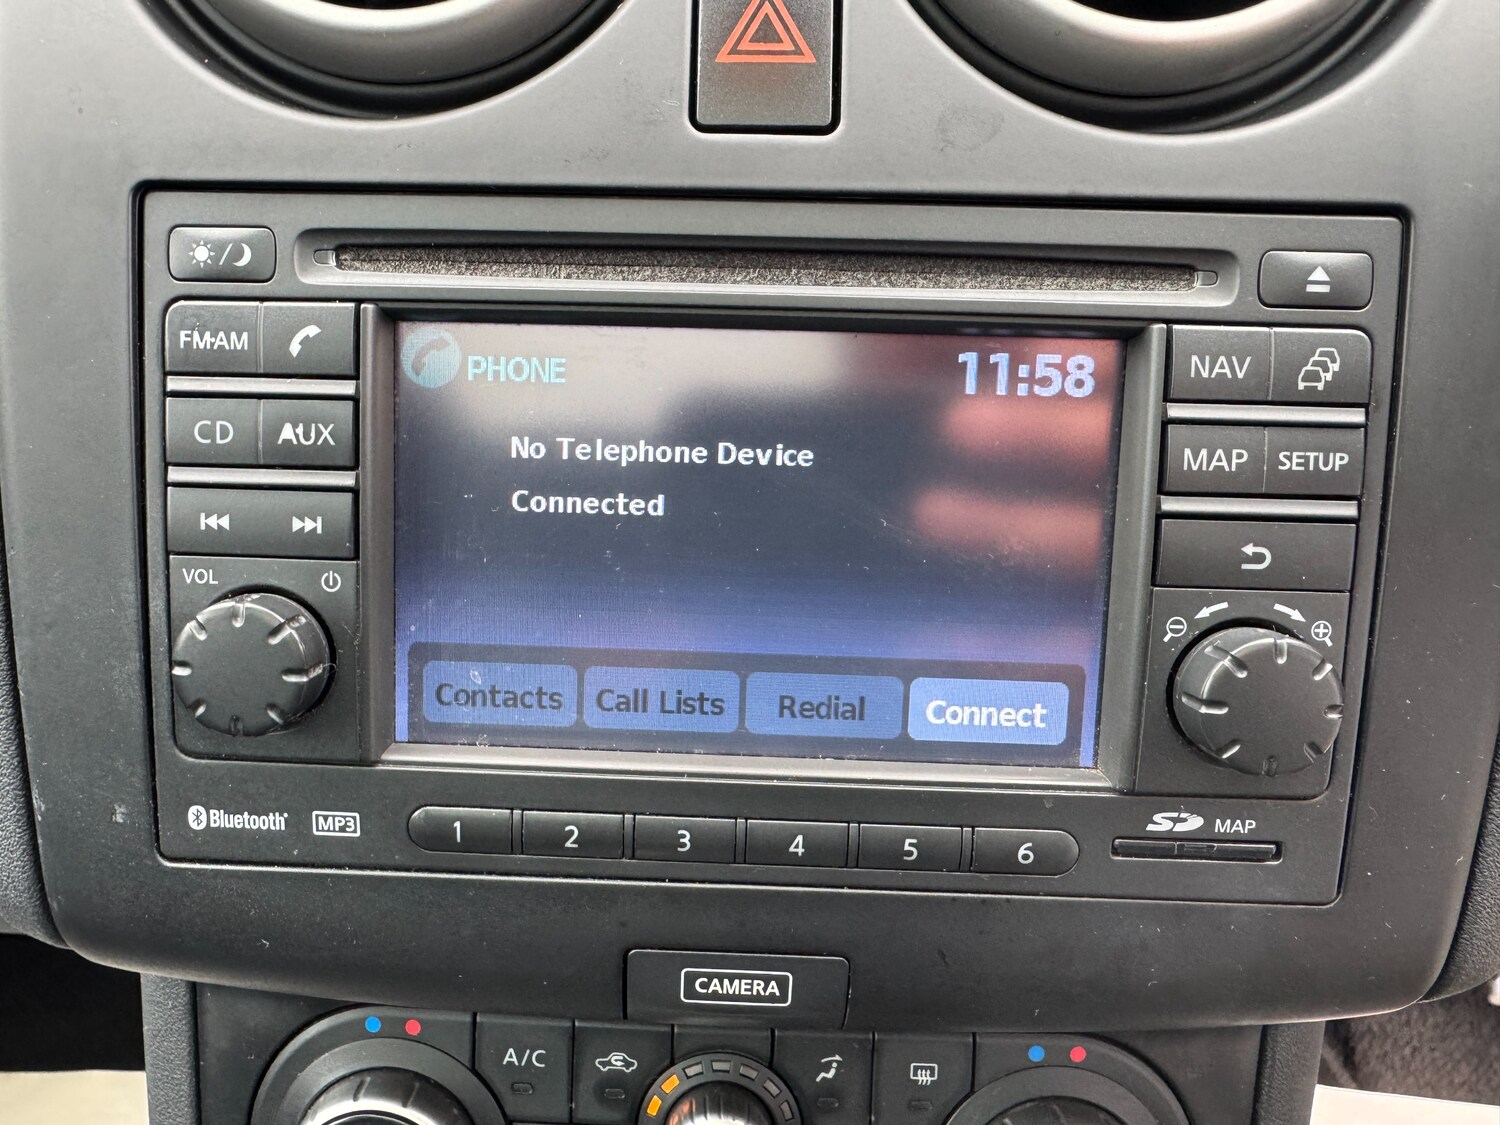 FM·AM
CD
AUX
VOL
PHONE
11:58
No Telephone Device
Connected
Contacts
Call Lists
Redial
Connect
NAV
MAP
SETUP
Bluetooth®
MP3
1
2
3
4
5
6
SD
MAP
CAMERA
A/C